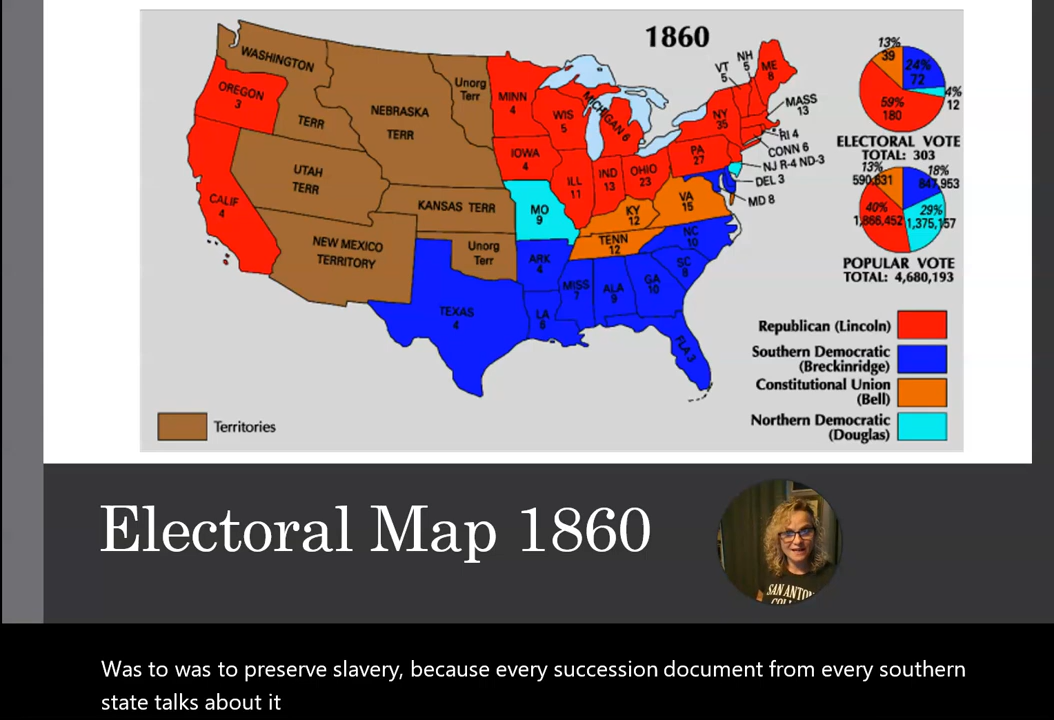 1860
WASHINGTON
TERR
OREGON
3
CALIF
4
UTAH
TERR
NEW MEXICO
TERRITORY
NEBRASKA
TERR
Unorg
Terr
KANSAS TERR
Unorg
Terr
MINN
4
WIS
5
MICHIGAN 6
IOWA
4
ILL
11
IND
13
OHIO
23
PA
27
NY
35
VT
5
NH
5
ME
8
MASS
13
RI 4
CONN 6
NJ R-4 ND-3
DEL 3
MD 8
MO
9
KY
12
VA
15
TENN
12
NC
10
SC
8
ARK
4
MISS
7
ALA
9
GA
10
TEXAS
4
LA
6
FLA 3
13%
39
24%
72
4%
12
59%
180
ELECTORAL VOTE
TOTAL: 303
13%
590,631
18%
847,953
40%
1,866,452
29%
1,375,157
POPULAR VOTE
TOTAL: 4,680,193
Republican (Lincoln)
Southern Democratic
(Breckinridge)
Constitutional Union
(Bell)
Northern Democratic
(Douglas)
Territories
Electoral Map 1860
SAN ANTON
Was to was to preserve slavery, because every succession document from every southern
state talks about it